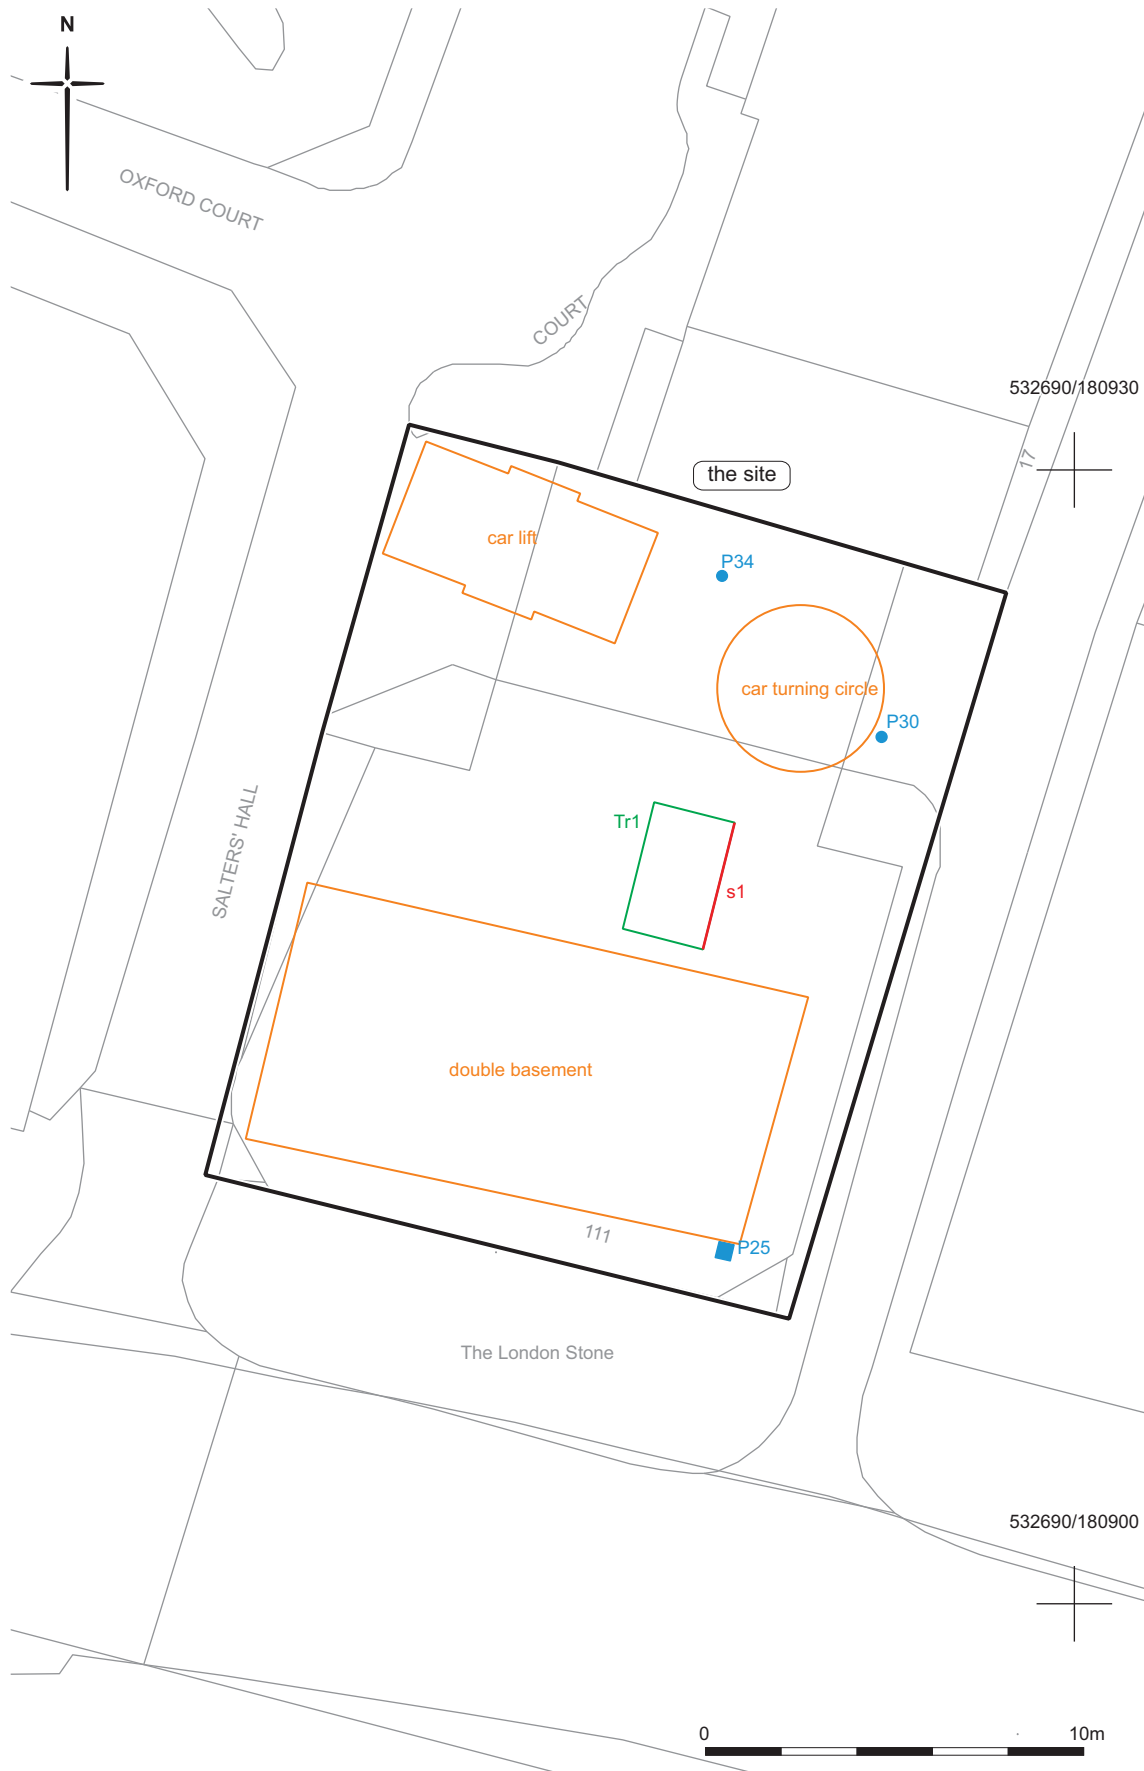 N
OXFORD COURT
COURT
532690/180930
17
the site
car lift
P34
car turning circle
P30
Tr1
s1
SALTERS' HALL
double basement
111
P25
The London Stone
532690/180900
0 10m